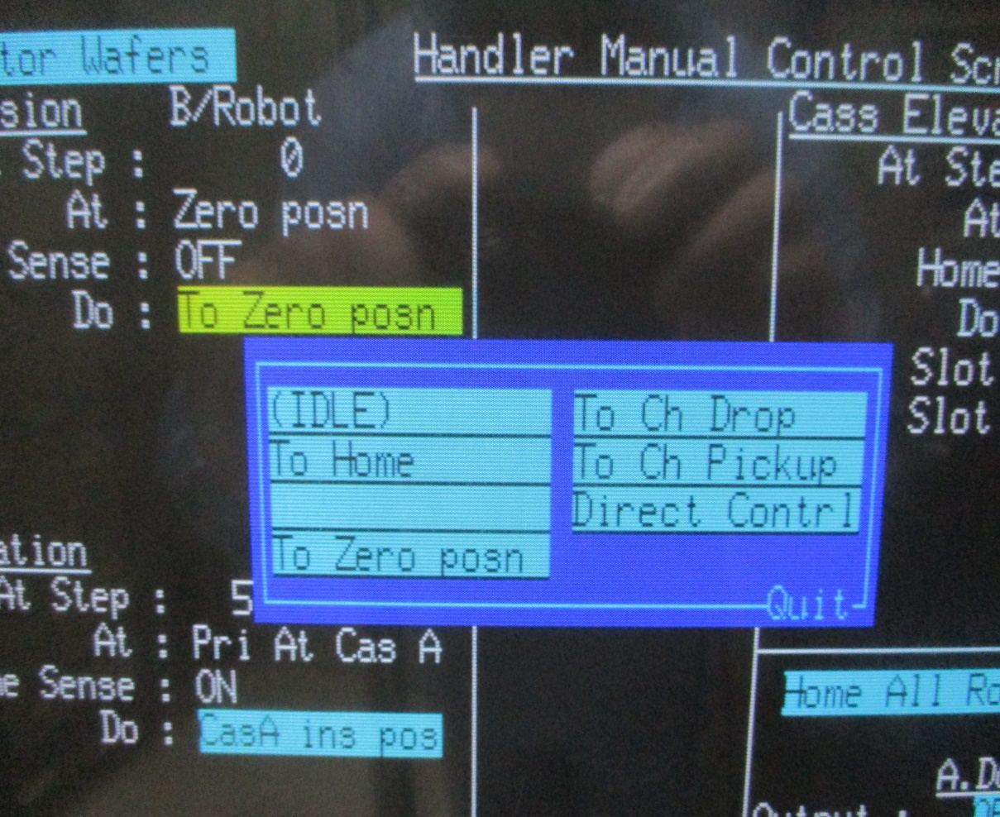 tor Wafers
Handler Manual Control Scr
sion B/Robot
Cass Eleva
Step : 0
At Ste
At : Zero posn
At
Sense : OFF
Home
Do : To Zero posn
Do
Slot
Slot
(IDLE)
To Home
To Zero posn
To Ch Drop
To Ch Pickup
Direct Contrl
Quit
ation
At Step : 5
At : Pri At Cas A
e Sense : ON
Do : CasA ins pos
Home All Ro
A.De
Output :